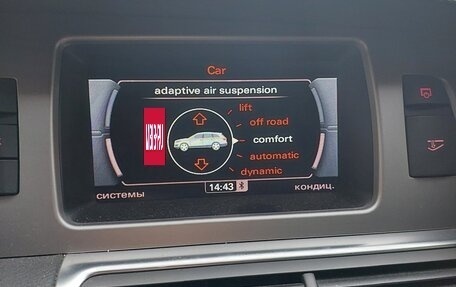 Car
adaptive air suspension
lift
off road
comfort
automatic
dynamic
14:43
системы
кондиц.